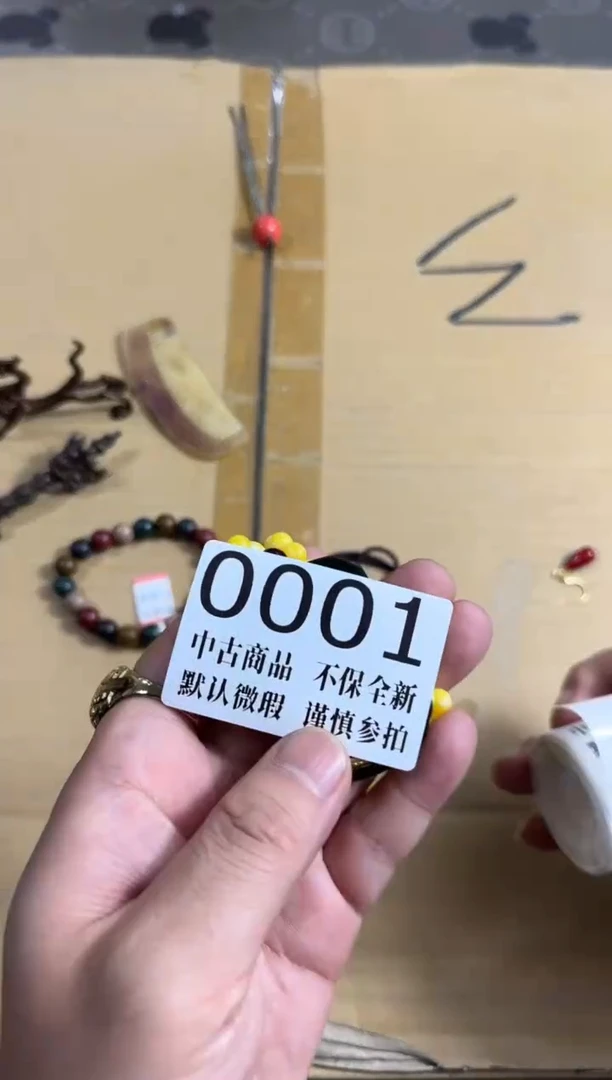 0001
中古商品 不保全新
默认微瑕 谨慎参拍